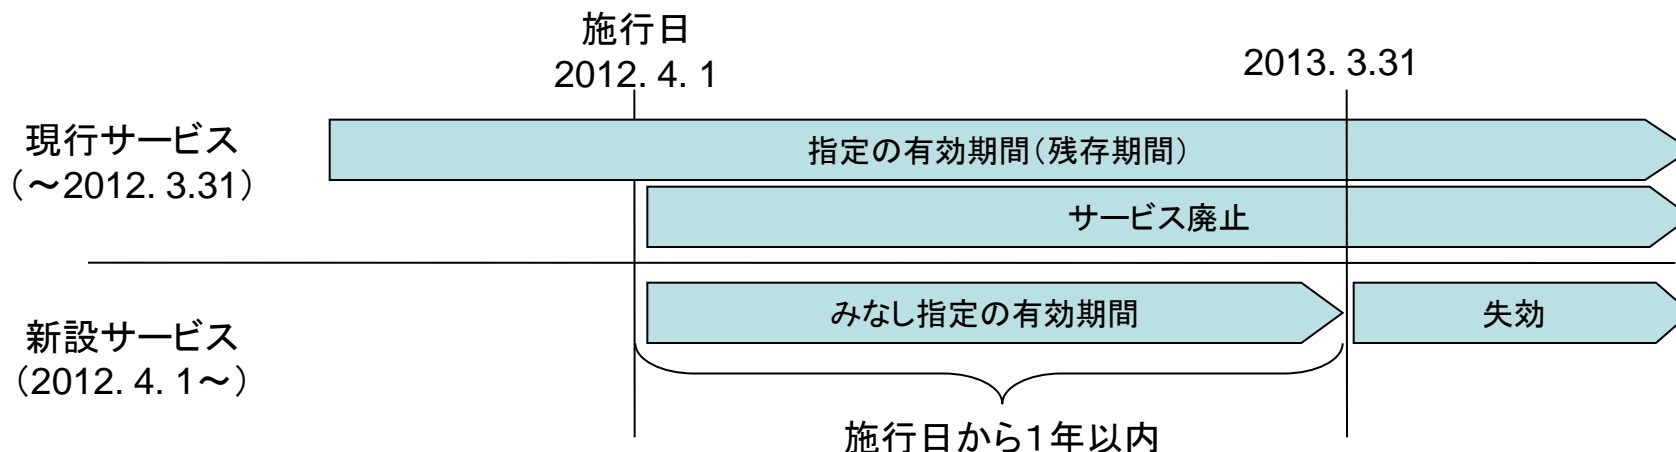 施行日
2012. 4. 1
2013. 3.31
現行サービス
（～2012. 3.31）
指定の有効期間（残存期間）
サービス廃止
新設サービス
（2012. 4. 1～）
みなし指定の有効期間
失効
施行日から１年以内